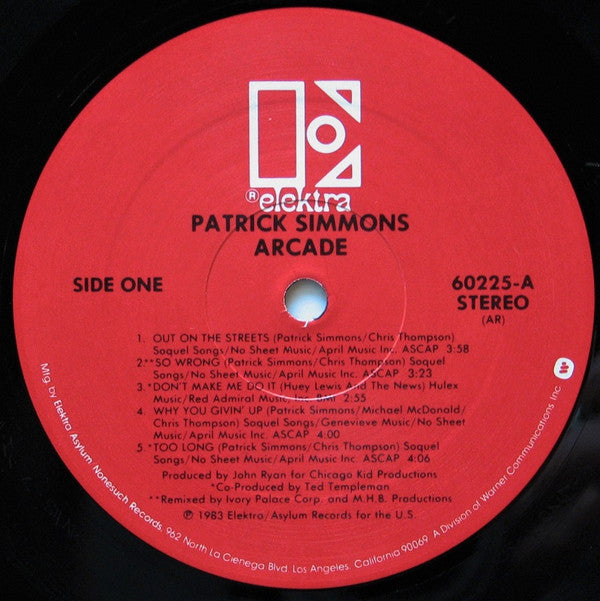 ® elektra
PATRICK SIMMONS
ARCADE
SIDE ONE
60225-A
STEREO
(AR)
1. OUT ON THE STREETS (Patrick Simmons/Chris Thompson)
Soquel Songs/No Sheet Music/April Music Inc. ASCAP 3:58
2.**SO WRONG (Patrick Simmons/Chris Thompson) Soquel
Songs/No Sheet Music/April Music Inc. ASCAP 3:23
3.*DON'T MAKE ME DO IT (Huey Lewis And The News) Hulex
Music/Red Admiral Music, Inc. BMI 2:55
4. WHY YOU GIVIN' UP (Patrick Simmons/Michael McDonald/
Chris Thompson) Soquel Songs/Genevieve Music/No Sheet
Music/April Music Inc. ASCAP 4:00
5.*TOO LONG (Patrick Simmons/Chris Thompson) Soquel
Songs/No Sheet Music/April Music Inc. ASCAP 4:06
Produced by John Ryan for Chicago Kid Productions
*Co-Produced by Ted Templeman
**Remixed by Ivory Palace Corp. and M.H.B. Productions
℗ 1983 Elektra/Asylum Records for the U.S.
Mfg. by Elektra Asylum, Nonesuch Records, 962 North La Cienega Blvd. Los Angeles, California 90069. A Division of Warner Communications Inc